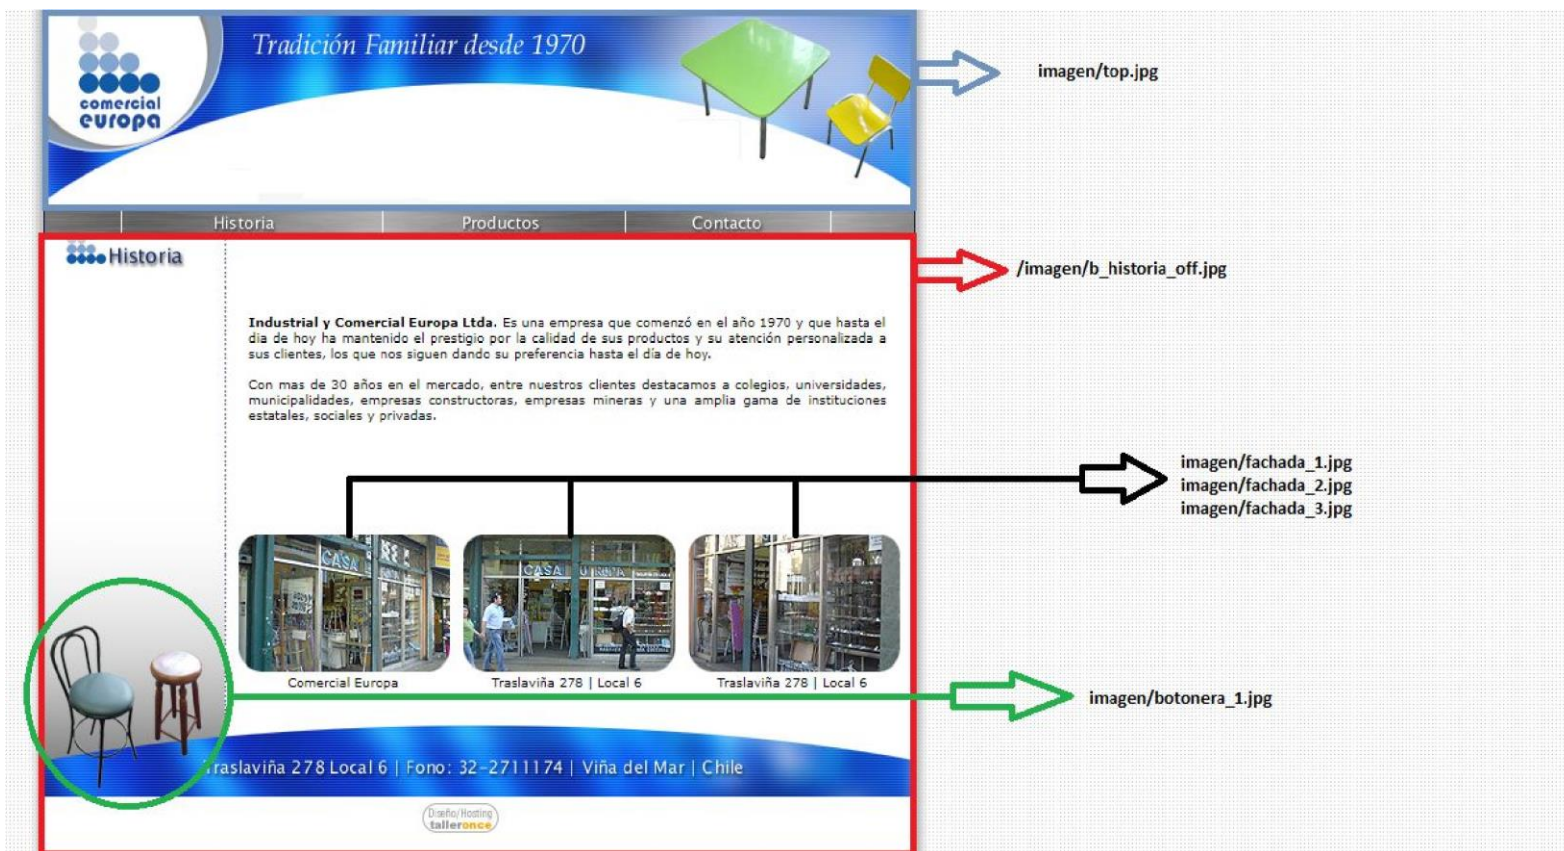 comercial
europa
Tradición Familiar desde 1970
imagen/top.jpg
Historia Productos Contacto
Historia
/imagen/b_historia_off.jpg
Industrial y Comercial Europa Ltda. Es una empresa que comenzó en el año 1970 y que hasta el
dia de hoy ha mantenido el prestigio por la calidad de sus productos y su atención personalizada a
sus clientes, los que nos siguen dando su preferencia hasta el día de hoy.
Con mas de 30 años en el mercado, entre nuestros clientes destacamos a colegios, universidades,
municipalidades, empresas constructoras, empresas mineras y una amplia gama de instituciones
estatales, sociales y privadas.
imagen/fachada_1.jpg
imagen/fachada_2.jpg
imagen/fachada_3.jpg
CASA
CASA
Comercial Europa
Traslaviña 278 | Local 6
Traslaviña 278 | Local 6
imagen/botonera_1.jpg
Traslaviña 278 Local 6 | Fono: 32-2711174 | Viña del Mar | Chile
Diseño/Hosting
talleronce